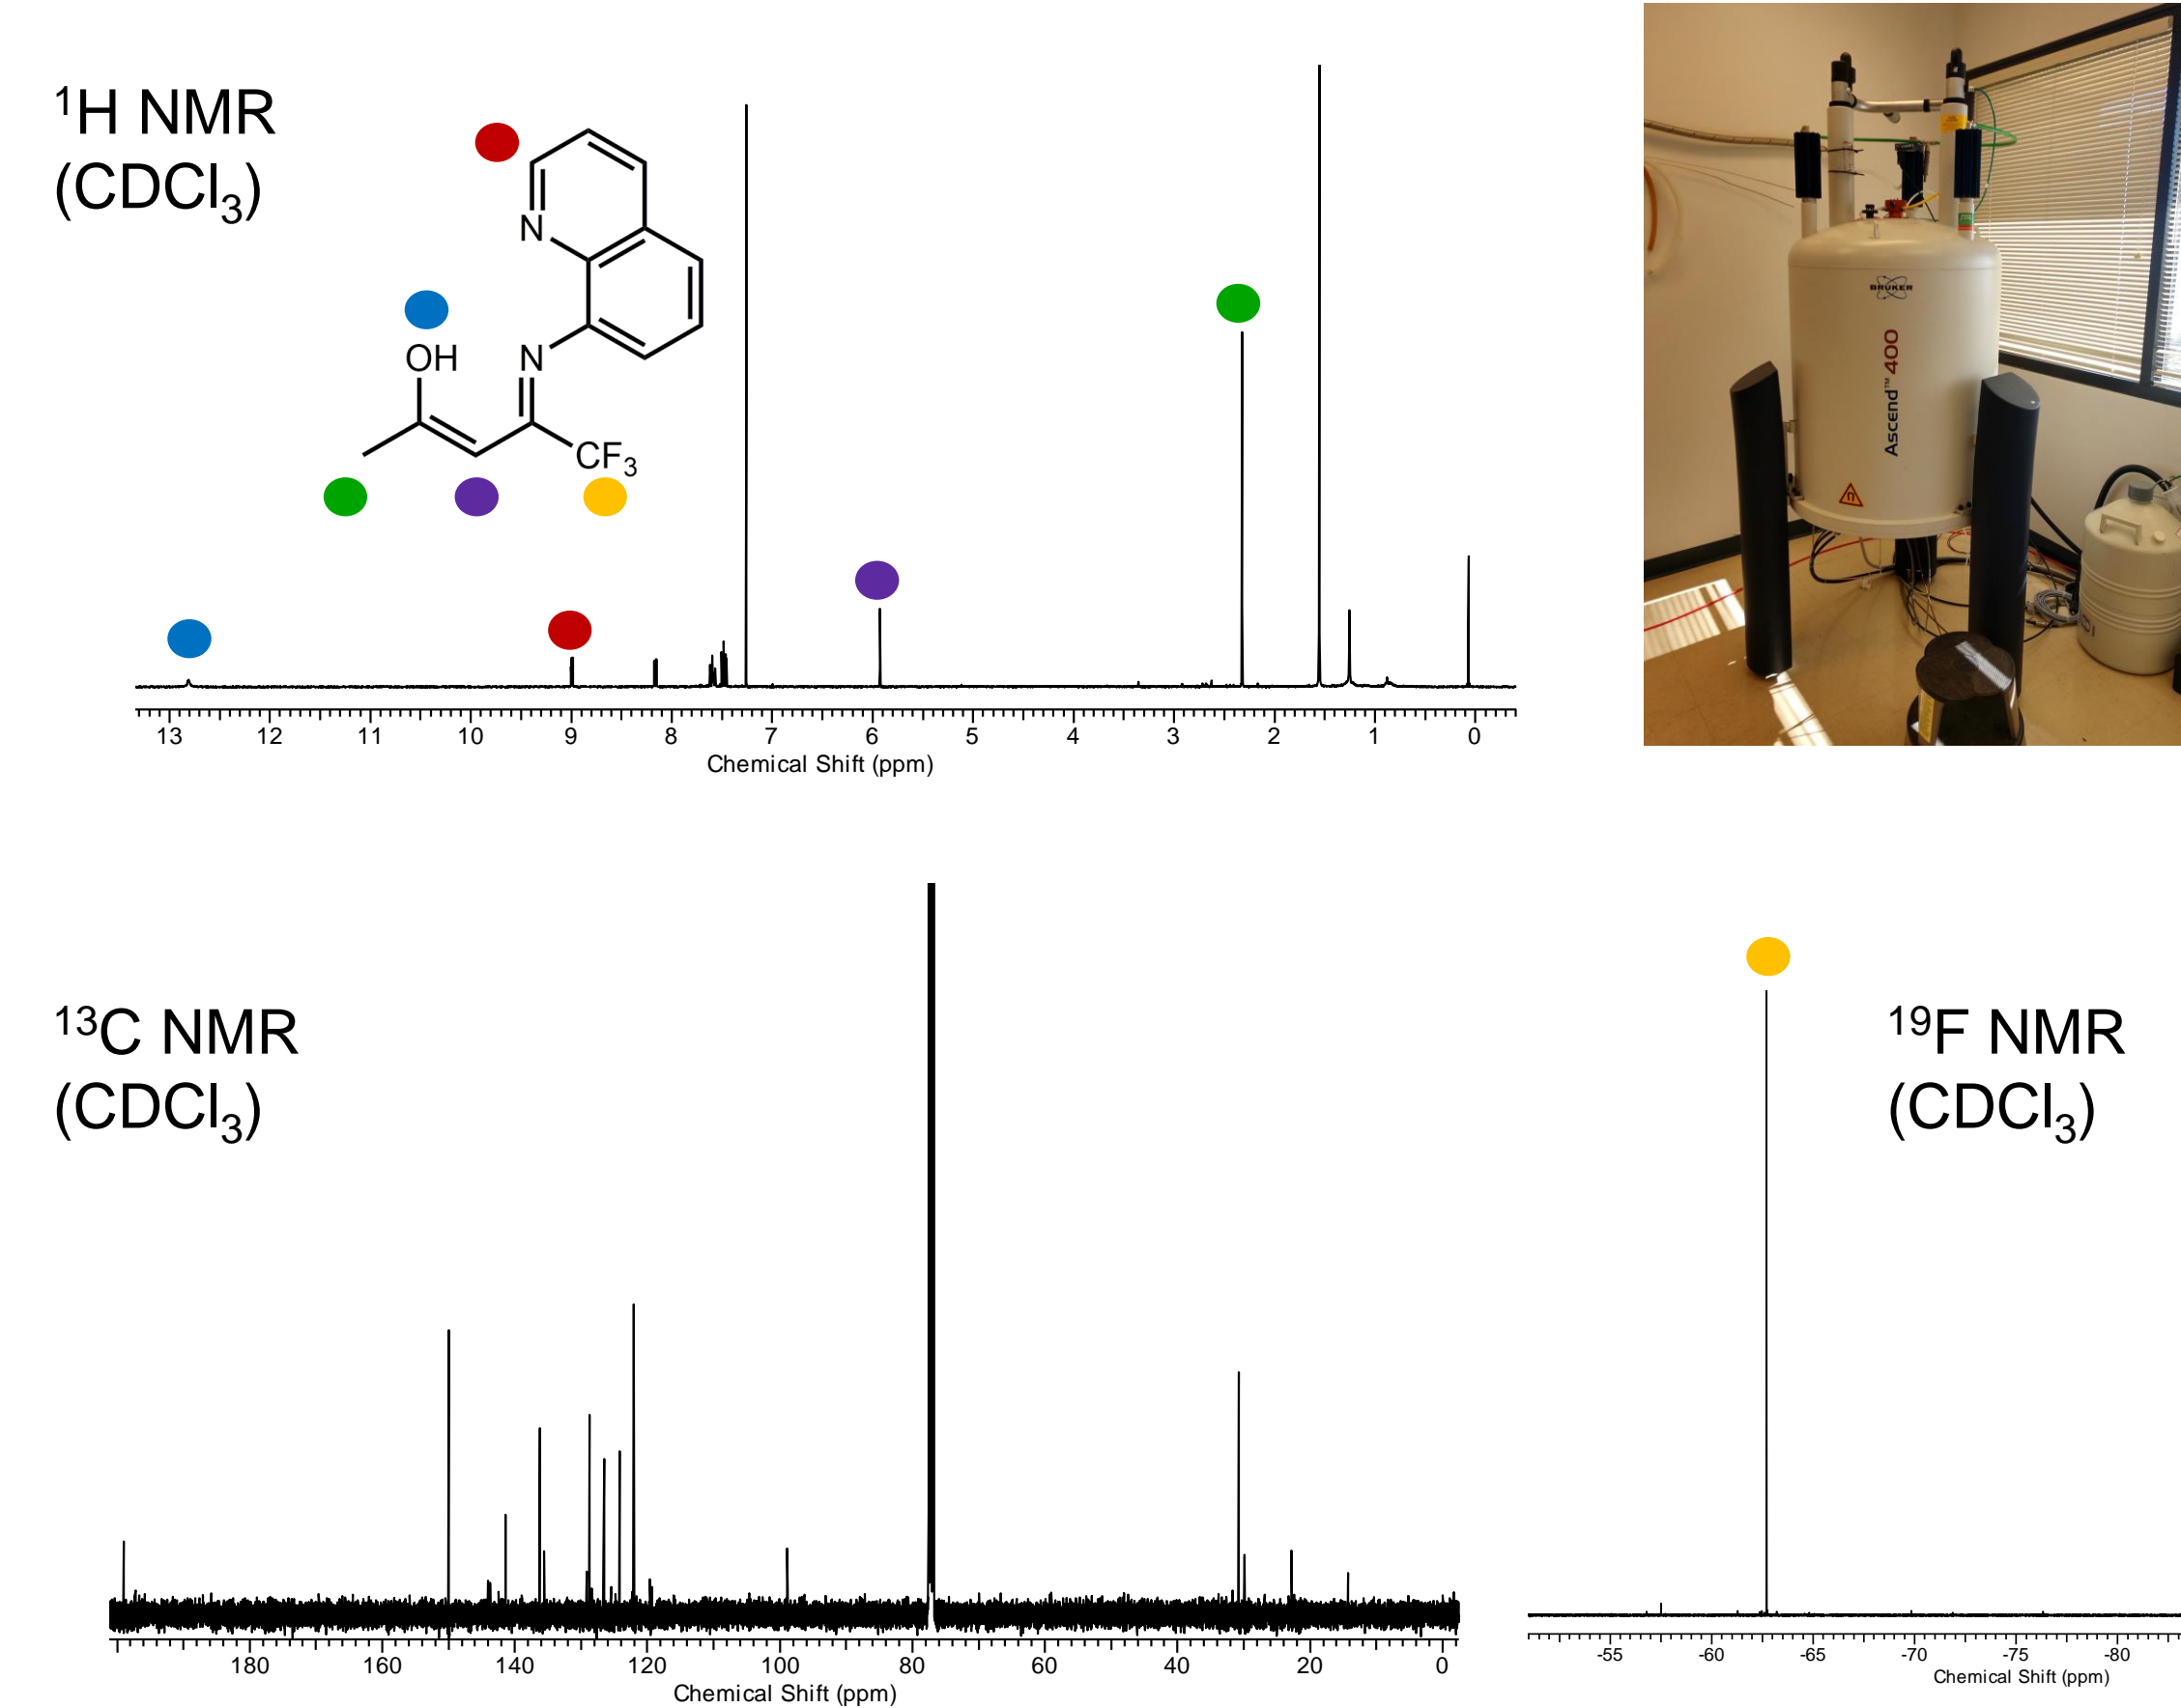 ¹H NMR
(CDCl₃)
N
OH
N
CF₃
13 12 11 10 9 8 7 6 5 4 3 2 1 0
Chemical Shift (ppm)
BRUKER
Ascend™ 400
n
¹³C NMR
(CDCl₃)
180 160 140 120 100 80 60 40 20 0
Chemical Shift (ppm)
¹⁹F NMR
(CDCl₃)
-55 -60 -65 -70 -75 -80
Chemical Shift (ppm)